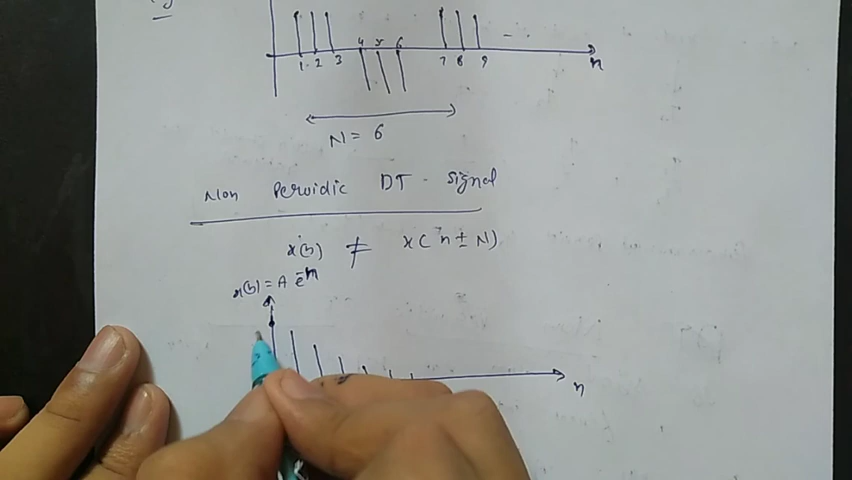 4 5 6
1 2 3 7 8 9 n
N = 6
Non Periodic DT - Signal
x(n) ≠ x( n ± N)
x(n) = A e⁻ⁿ
n